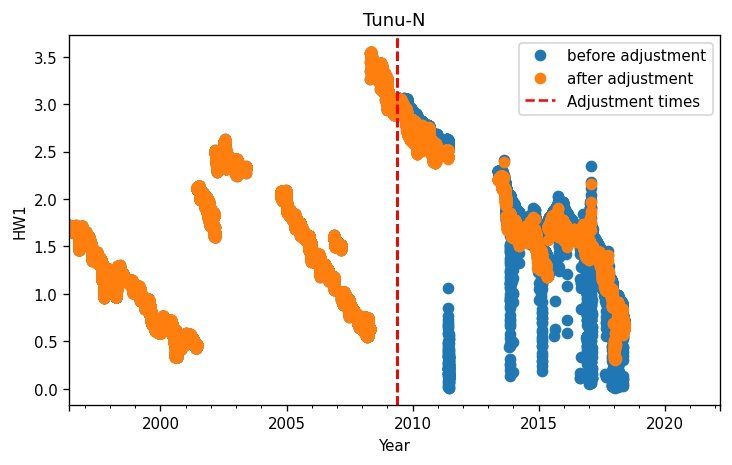 Tunu-N
before adjustment
after adjustment
Adjustment times
HW1
3.5
3.0
2.5
2.0
1.5
1.0
0.5
0.0
2000 2005 2010 2015 2020
Year